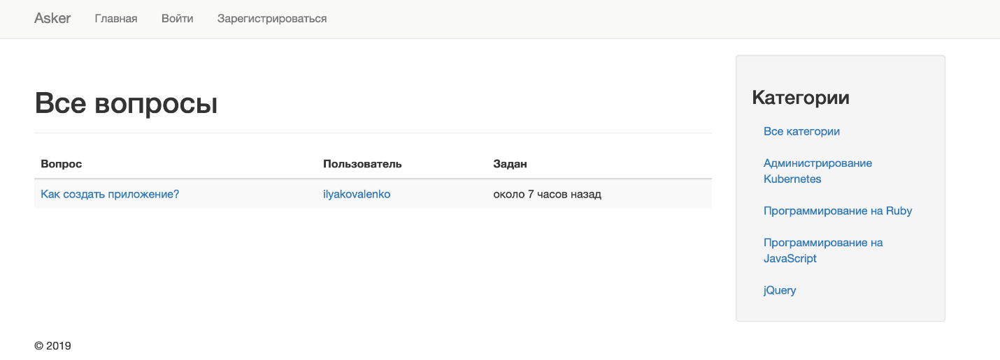 Asker Главная Войти Зарегистрироваться
Все вопросы
Вопрос Пользователь Задан
Как создать приложение? ilyakovalenko около 7 часов назад
Категории
Все категории
Администрирование
Kubernetes
Программирование на Ruby
Программирование на
JavaScript
jQuery
© 2019